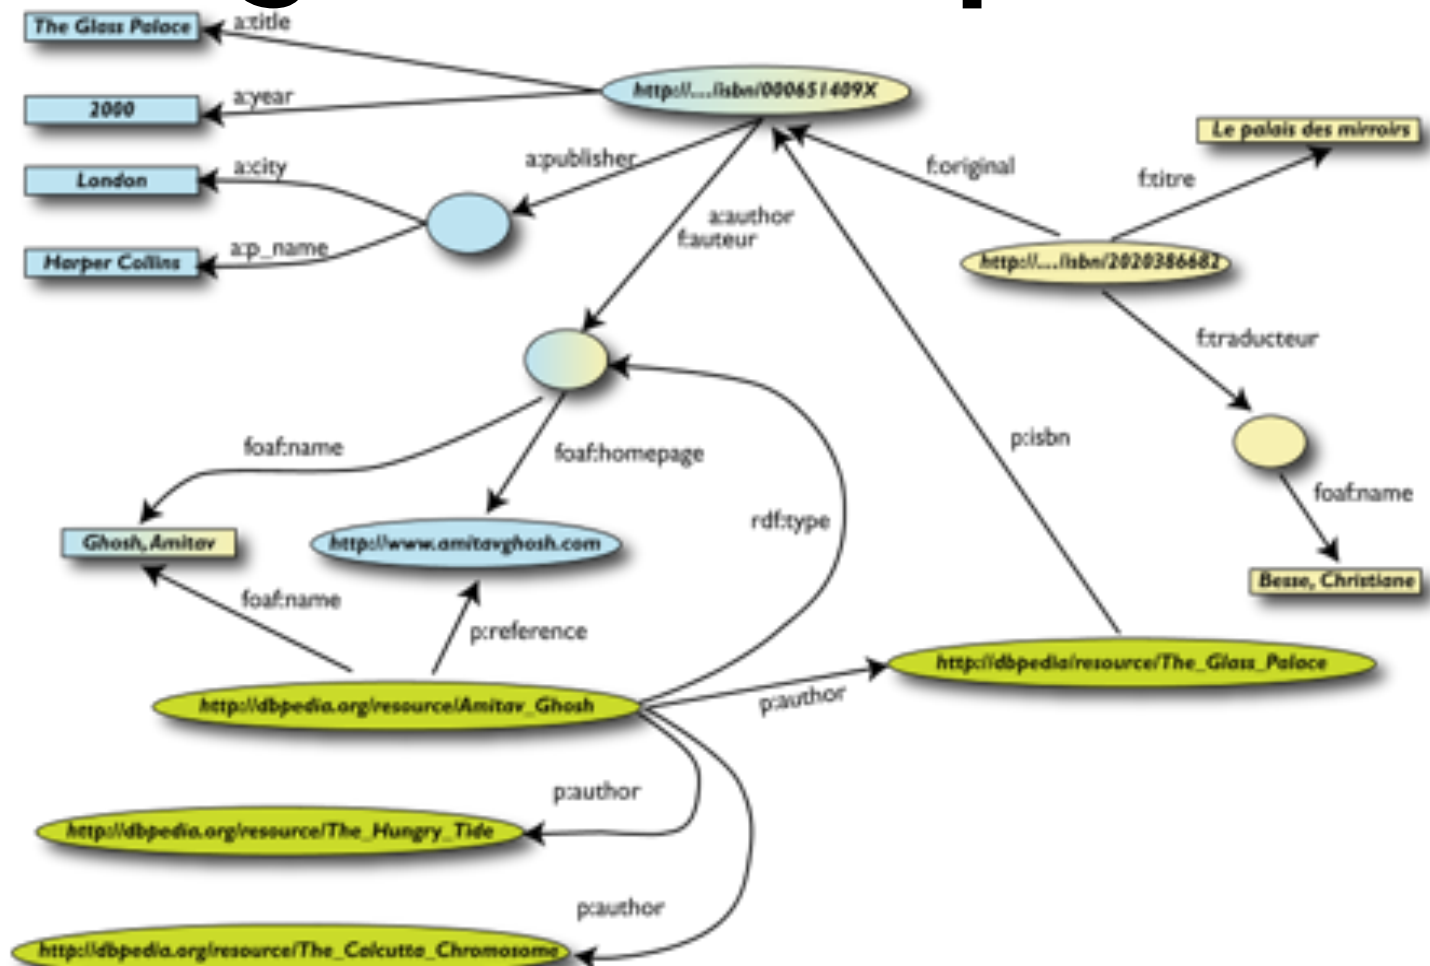 The Glass Palace
a:title
http://...isbn/000651409X
2000
a:year
Le palais des mirroirs
a:publisher
f:original
London
a:city
f:titre
a:author
f:auteur
Harper Collins
a:p_name
http://...isbn/2020386682
f:traducteur
foaf:name
foaf:homepage
p:isbn
foaf:name
rdf:type
Ghosh, Amitav
http://www.amitavghosh.com
Besse, Christiane
foaf:name
p:reference
http://dbpedia/resource/The_Glass_Palace
http://dbpedia.org/resource/Amitav_Ghosh
p:author
p:author
http://dbpedia.org/resource/The_Hungry_Tide
p:author
http://dbpedia.org/resource/The_Calcutta_Chromosome